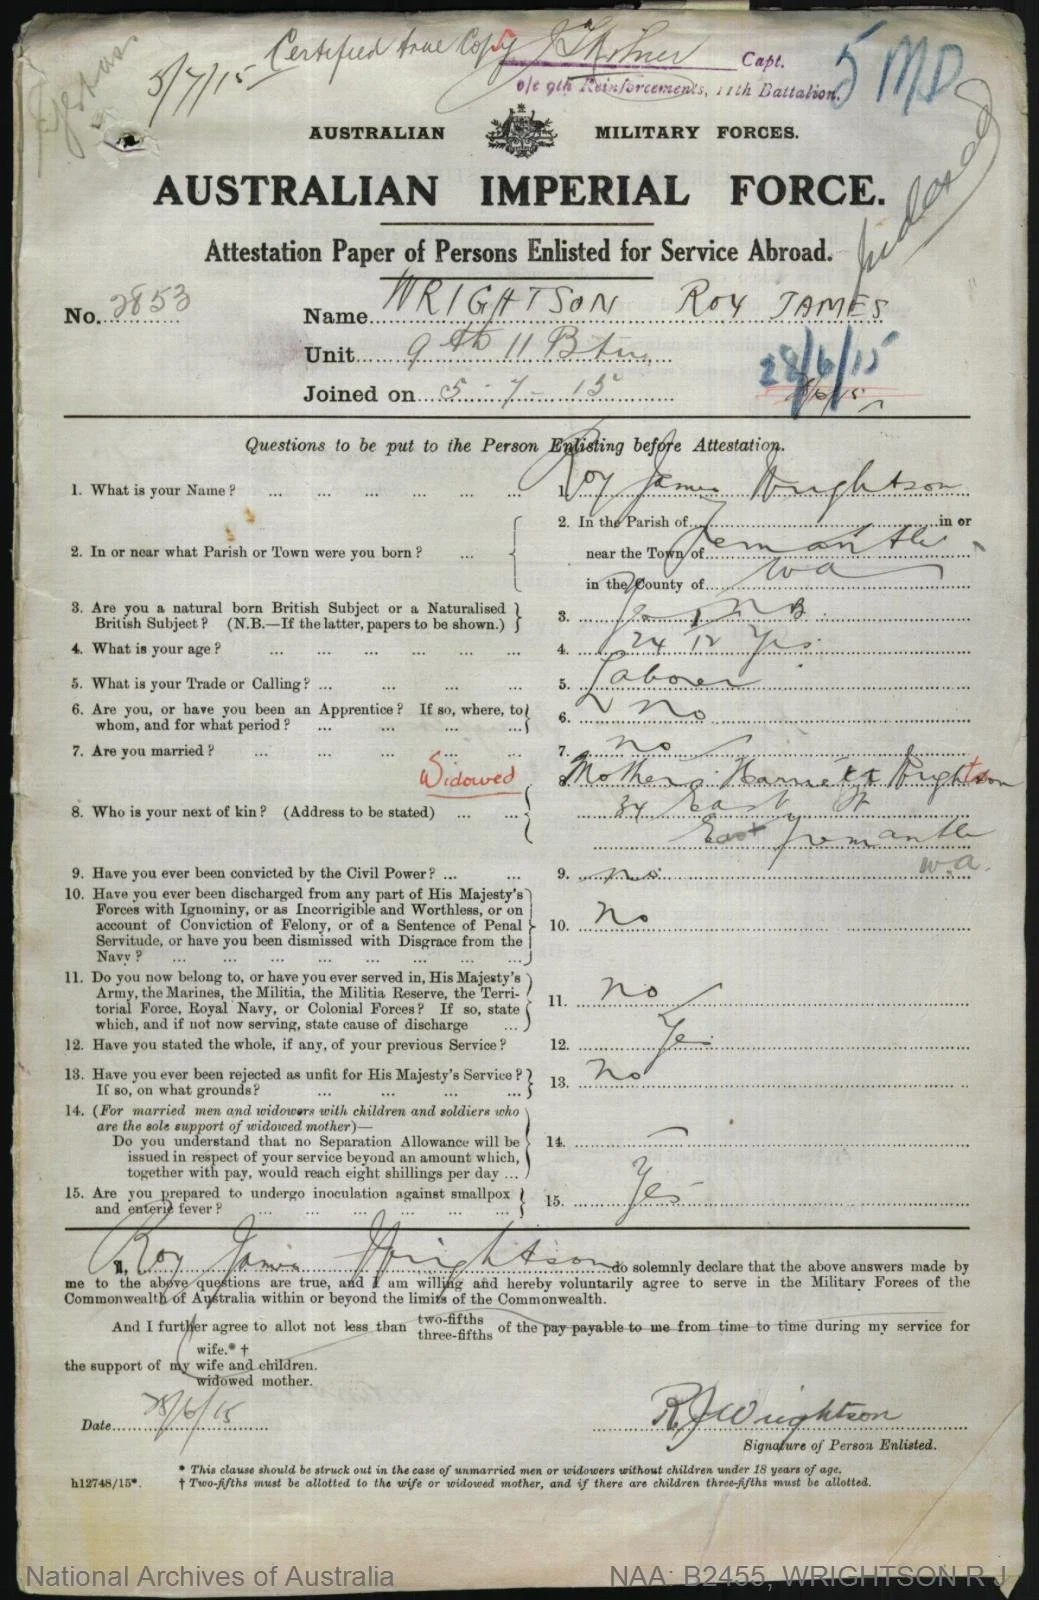 Certified true Copy Capt.
5/7/15 o/c 9th Reinforcements, 11th Battalion. 5 MD
AUSTRALIAN MILITARY FORCES.
AUSTRALIAN IMPERIAL FORCE.
Attestation Paper of Persons Enlisted for Service Abroad.
No. 2853 Name WRIGHTSON ROY JAMES
Unit 9th 11 Btn
28/6/15
Joined on 5-7-15
Questions to be put to the Person Enlisting before Attestation.
1. What is your Name? ... ... ... ... ... ... 1. Roy James Wrightson
2. In or near what Parish or Town were you born? ... 2. In the Parish of in or
near the Town of Fremantle
in the County of WA
3. Are you a natural born British Subject or a Naturalised
British Subject? (N.B.—If the latter, papers to be shown.) 3. NB
4. What is your age? ... ... ... ... ... ... 4. 24 1/12 Yrs
5. What is your Trade or Calling? ... ... ... ... 5. Laborer
6. Are you, or have you been an Apprentice? If so, where, to
whom, and for what period? ... ... ... ... 6. No
7. Are you married? ... ... ... ... ... ... 7. no
Widowed 8. Mother: Harriett Wrightson
8. Who is your next of kin? (Address to be stated) ... ... 34 East St
East Fremantle
W.A.
9. Have you ever been convicted by the Civil Power? ... ... 9. no
10. Have you ever been discharged from any part of His Majesty's
Forces with Ignominy, or as Incorrigible and Worthless, or on
account of Conviction of Felony, or of a Sentence of Penal
Servitude, or have you been dismissed with Disgrace from the
Navy? ... ... ... ... ... ... ... 10. no
11. Do you now belong to, or have you ever served in, His Majesty's
Army, the Marines, the Militia, the Militia Reserve, the Terri-
torial Force, Royal Navy, or Colonial Forces? If so, state
which, and if not now serving, state cause of discharge ... 11. no
12. Have you stated the whole, if any, of your previous Service? 12. Yes
13. Have you ever been rejected as unfit for His Majesty's Service?
If so, on what grounds? ... ... ... ... ... 13. no
14. (For married men and widowers with children and soldiers who
are the sole support of widowed mother)—
Do you understand that no Separation Allowance will be
issued in respect of your service beyond an amount which,
together with pay, would reach eight shillings per day ... 14. —
15. Are you prepared to undergo inoculation against smallpox
and enteric fever? ... ... ... ... ... ... 15. Yes
I, Roy James Wrightson do solemnly declare that the above answers made by
me to the above questions are true, and I am willing and hereby voluntarily agree to serve in the Military Forces of the
Commonwealth of Australia within or beyond the limits of the Commonwealth.
And I further agree to allot not less than two-fifths three-fifths of the pay payable to me from time to time during my service for
wife.* †
the support of my wife and children.
widowed mother.
Date 28/6/15 R J Wrightson
Signature of Person Enlisted.
* This clause should be struck out in the case of unmarried men or widowers without children under 18 years of age.
h12748/15*. † Two-fifths must be allotted to the wife or widowed mother, and if there are children three-fifths must be allotted.
National Archives of Australia NAA: B2455, WRIGHTSON R J